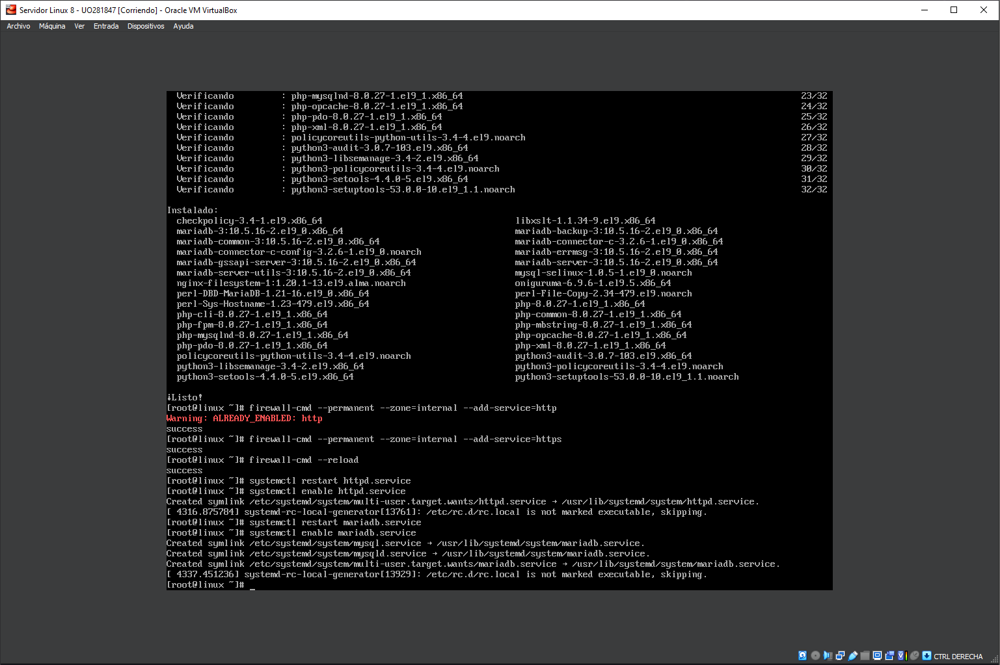 Servidor Linux 8 - UO281847 [Corriendo] - Oracle VM VirtualBox
Archivo Máquina Ver Entrada Dispositivos Ayuda
Verificando : php-mysqlnd-8.0.27-1.el9_1.x86_64 23/32
Verificando : php-opcache-8.0.27-1.el9_1.x86_64 24/32
Verificando : php-pdo-8.0.27-1.el9_1.x86_64 25/32
Verificando : php-xml-8.0.27-1.el9_1.x86_64 26/32
Verificando : policycoreutils-python-utils-3.4-4.el9.noarch 27/32
Verificando : python3-audit-3.0.7-103.el9.x86_64 28/32
Verificando : python3-libsemanage-3.4-2.el9.x86_64 29/32
Verificando : python3-policycoreutils-3.4-4.el9.noarch 30/32
Verificando : python3-setools-4.4.0-5.el9.x86_64 31/32
Verificando : python3-setuptools-53.0.0-10.el9_1.1.noarch 32/32
Instalado:
checkpolicy-3.4-1.el9.x86_64 libxslt-1.1.34-9.el9.x86_64
mariadb-3:10.5.16-2.el9_0.x86_64 mariadb-backup-3:10.5.16-2.el9_0.x86_64
mariadb-common-3:10.5.16-2.el9_0.x86_64 mariadb-connector-c-3.2.6-1.el9_0.x86_64
mariadb-connector-c-config-3.2.6-1.el9_0.noarch mariadb-errmsg-3:10.5.16-2.el9_0.x86_64
mariadb-gssapi-server-3:10.5.16-2.el9_0.x86_64 mariadb-server-3:10.5.16-2.el9_0.x86_64
mariadb-server-utils-3:10.5.16-2.el9_0.x86_64 mysql-selinux-1.0.5-1.el9_0.noarch
nginx-filesystem-1:1.20.1-13.el9.alma.noarch oniguruma-6.9.6-1.el9.5.x86_64
perl-DBD-MariaDB-1.21-16.el9_0.x86_64 perl-File-Copy-2.34-479.el9.noarch
perl-Sys-Hostname-1.23-479.el9.x86_64 php-8.0.27-1.el9_1.x86_64
php-cli-8.0.27-1.el9_1.x86_64 php-common-8.0.27-1.el9_1.x86_64
php-fpm-8.0.27-1.el9_1.x86_64 php-mbstring-8.0.27-1.el9_1.x86_64
php-mysqlnd-8.0.27-1.el9_1.x86_64 php-opcache-8.0.27-1.el9_1.x86_64
php-pdo-8.0.27-1.el9_1.x86_64 php-xml-8.0.27-1.el9_1.x86_64
policycoreutils-python-utils-3.4-4.el9.noarch python3-audit-3.0.7-103.el9.x86_64
python3-libsemanage-3.4-2.el9.x86_64 python3-policycoreutils-3.4-4.el9.noarch
python3-setools-4.4.0-5.el9.x86_64 python3-setuptools-53.0.0-10.el9_1.1.noarch
¡Listo!
[root@linux ~]# firewall-cmd --permanent --zone=internal --add-service=http
Warning: ALREADY_ENABLED: http
success
[root@linux ~]# firewall-cmd --permanent --zone=internal --add-service=https
success
[root@linux ~]# firewall-cmd --reload
success
[root@linux ~]# systemctl restart httpd.service
[root@linux ~]# systemctl enable httpd.service
Created symlink /etc/systemd/system/multi-user.target.wants/httpd.service → /usr/lib/systemd/system/httpd.service.
[ 4316.875784] systemd-rc-local-generator[13761]: /etc/rc.d/rc.local is not marked executable, skipping.
[root@linux ~]# systemctl restart mariadb.service
[root@linux ~]# systemctl enable mariadb.service
Created symlink /etc/systemd/system/mysql.service → /usr/lib/systemd/system/mariadb.service.
Created symlink /etc/systemd/system/mysqld.service → /usr/lib/systemd/system/mariadb.service.
Created symlink /etc/systemd/system/multi-user.target.wants/mariadb.service → /usr/lib/systemd/system/mariadb.service.
[ 4337.451236] systemd-rc-local-generator[13929]: /etc/rc.d/rc.local is not marked executable, skipping.
[root@linux ~]# _
CTRL DERECHA